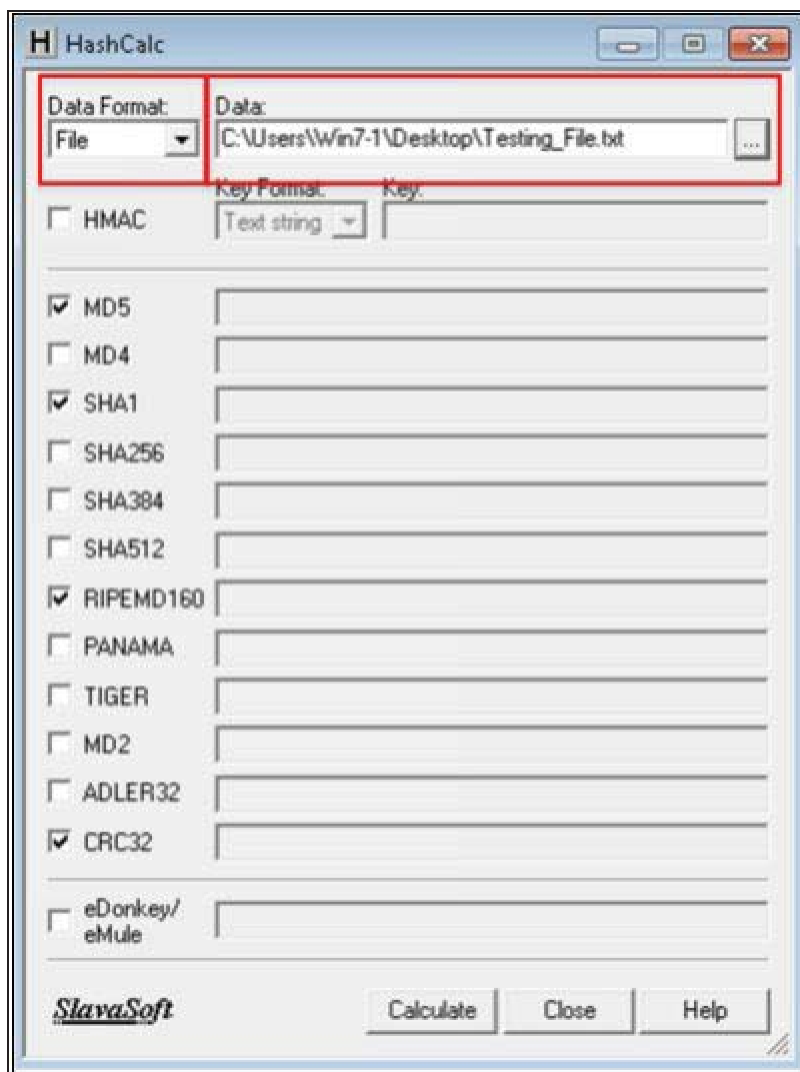 H HashCalc
Data Format: Data:
File C:\Users\Win7-1\Desktop\Testing_File.txt ...
Key Format: Key:
HMAC Text string
MD5
MD4
SHA1
SHA256
SHA384
SHA512
RIPEMD160
PANAMA
TIGER
MD2
ADLER32
CRC32
eDonkey/
eMule
SlavaSoft Calculate Close Help